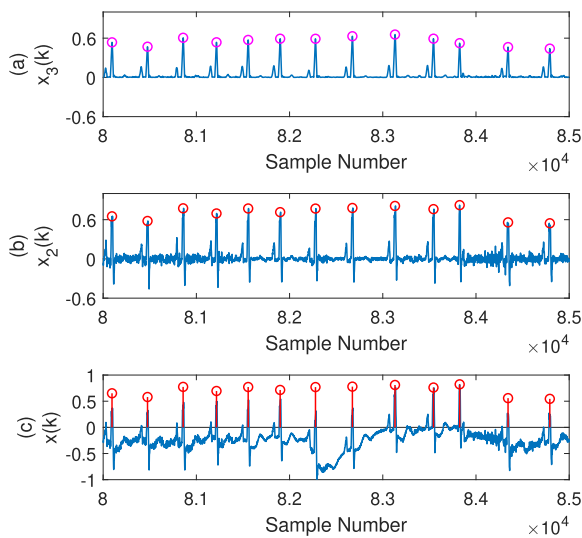 (a)
x3(k)
0.6
0
-0.6
8 8.1 8.2 8.3 8.4 8.5
Sample Number
×10^4
(b)
x2(k)
0.6
0
-0.6
8 8.1 8.2 8.3 8.4 8.5
Sample Number
×10^4
(c)
x(k)
1
0.5
0
-0.5
-1
8 8.1 8.2 8.3 8.4 8.5
Sample Number
×10^4